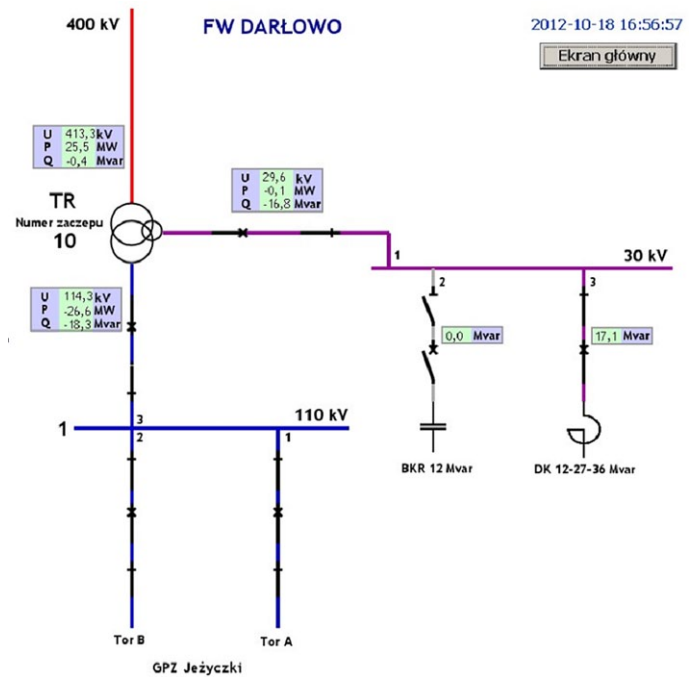 400 kV
FW DARŁOWO
2012-10-18 16:56:57
Ekran główny
U 413,3 kV
P 25,5 MW
Q -0,4 Mvar
U 29,6 kV
P -0,1 MW
Q -16,8 Mvar
TR
Numer zaczepu
10
1
30 kV
2
3
U 114,3 kV
P -26,6 MW
Q -18,3 Mvar
0,0 Mvar
17,1 Mvar
110 kV
1
3
2
1
BKR 12 Mvar
DK 12-27-36 Mvar
Tor B
Tor A
GPZ Jeżyczki